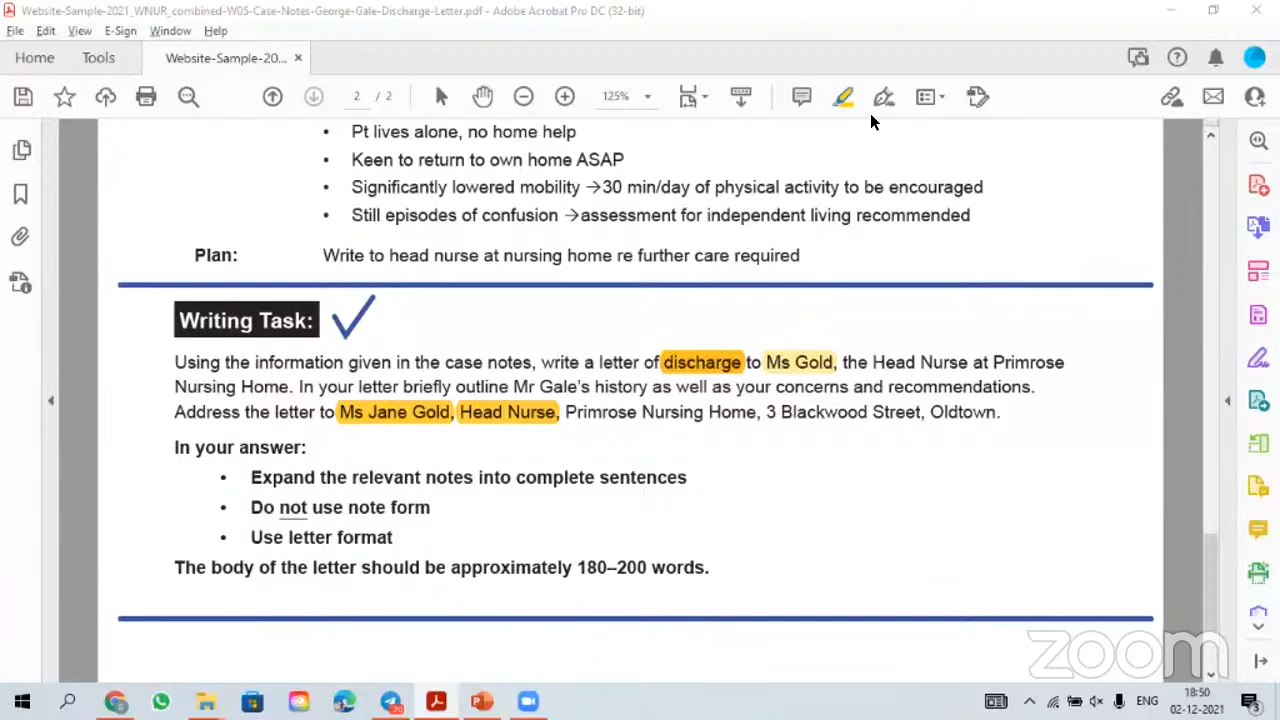 Website-Sample-2021_WNUR_combined-W05-Case-Notes-George-Gale-Discharge-Letter.pdf - Adobe Acrobat Pro DC (32-bit)
File Edit View E-Sign Window Help
Home Tools Website-Sample-20... ×
2 / 2 125%
• Pt lives alone, no home help
• Keen to return to own home ASAP
• Significantly lowered mobility →30 min/day of physical activity to be encouraged
• Still episodes of confusion →assessment for independent living recommended
Plan: Write to head nurse at nursing home re further care required
Writing Task:
Using the information given in the case notes, write a letter of discharge to Ms Gold, the Head Nurse at Primrose
Nursing Home. In your letter briefly outline Mr Gale's history as well as your concerns and recommendations.
Address the letter to Ms Jane Gold, Head Nurse, Primrose Nursing Home, 3 Blackwood Street, Oldtown.
In your answer:
• Expand the relevant notes into complete sentences
• Do not use note form
• Use letter format
The body of the letter should be approximately 180–200 words.
zoom
ENG 18:50
02-12-2021